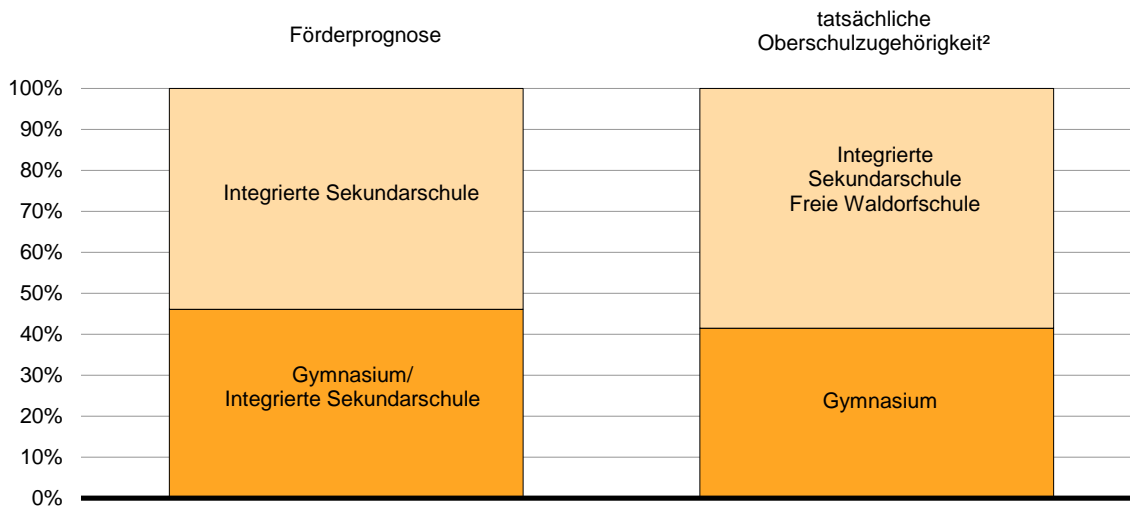 Förderprognose
tatsächliche
Oberschulzugehörigkeit²
100%
90%
80%
70%
60%
50%
40%
30%
20%
10%
0%
Integrierte Sekundarschule
Gymnasium/
Integrierte Sekundarschule
Integrierte
Sekundarschule
Freie Waldorfschule
Gymnasium